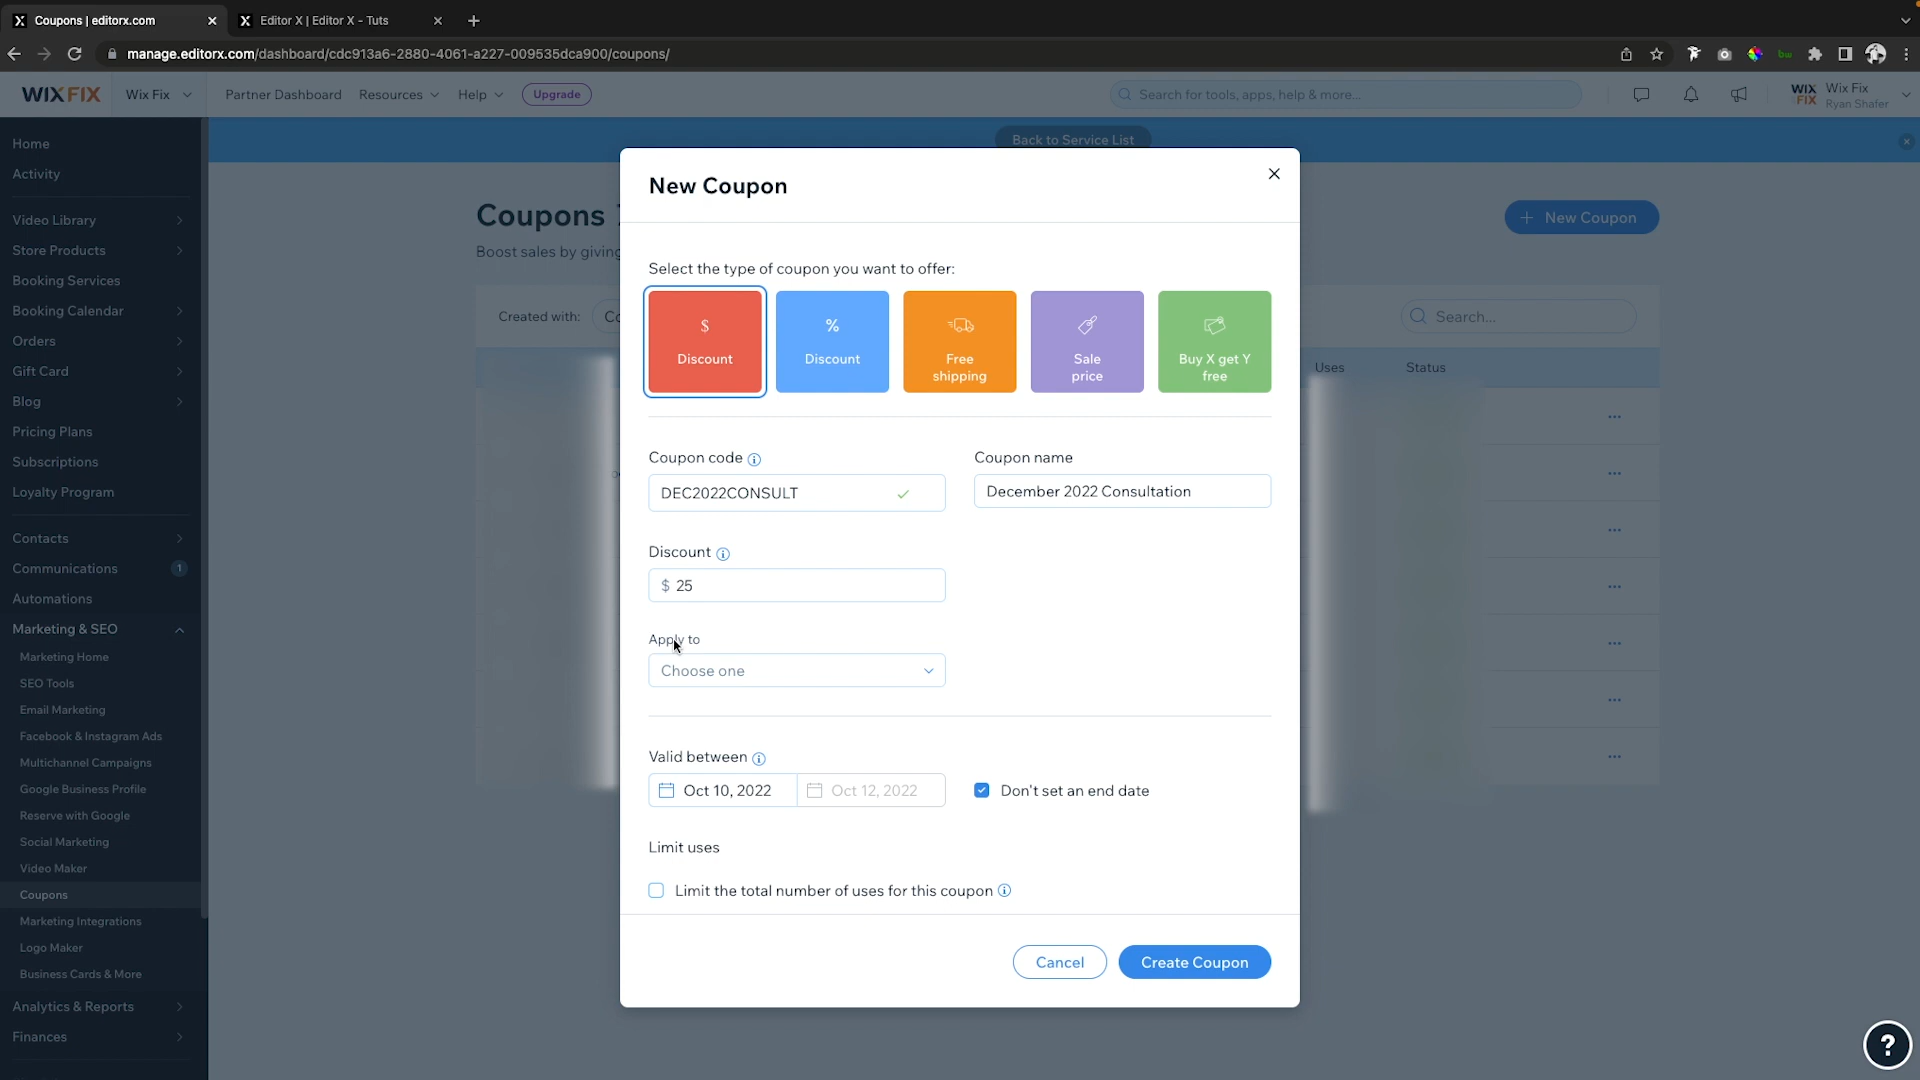 Coupons | editorx.com
Editor X | Editor X - Tuts
manage.editorx.com/dashboard/cdc913a6-2880-4061-a227-009535dca900/coupons/
WIXFIX
Wix Fix
Partner Dashboard
Resources
Help
Upgrade
Search for tools, apps, help & more...
WIX FIX
Wix Fix
Ryan Shafer
Back to Service List
Home
Activity
Video Library
Store Products
Booking Services
Booking Calendar
Orders
Gift Card
Blog
Pricing Plans
Subscriptions
Loyalty Program
Contacts
Communications 1
Automations
Marketing & SEO
Marketing Home
SEO Tools
Email Marketing
Facebook & Instagram Ads
Multichannel Campaigns
Google Business Profile
Reserve with Google
Social Marketing
Video Maker
Coupons
Marketing Integrations
Logo Maker
Business Cards & More
Analytics & Reports
Finances
Coupons
Boost sales by giving
+ New Coupon
Created with:
Search...
Uses
Status
New Coupon
Select the type of coupon you want to offer:
$
Discount
%
Discount
Free
shipping
Sale
price
Buy X get Y
free
Coupon code
Coupon name
DEC2022CONSULT
December 2022 Consultation
Discount
$ 25
Apply to
Choose one
Valid between
Oct 10, 2022
Oct 12, 2022
Don't set an end date
Limit uses
Limit the total number of uses for this coupon
Cancel
Create Coupon
?